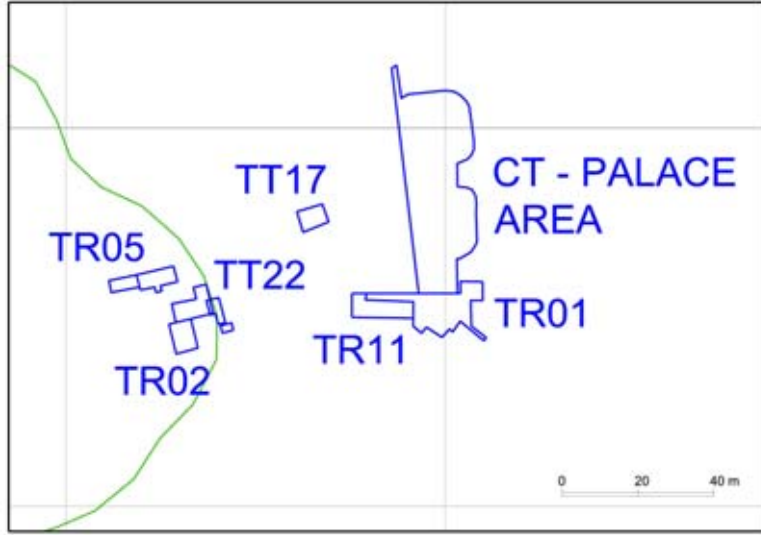 CT - PALACE
AREA
TT17
TR05
TT22
TR01
TR11
TR02
0 20 40 m